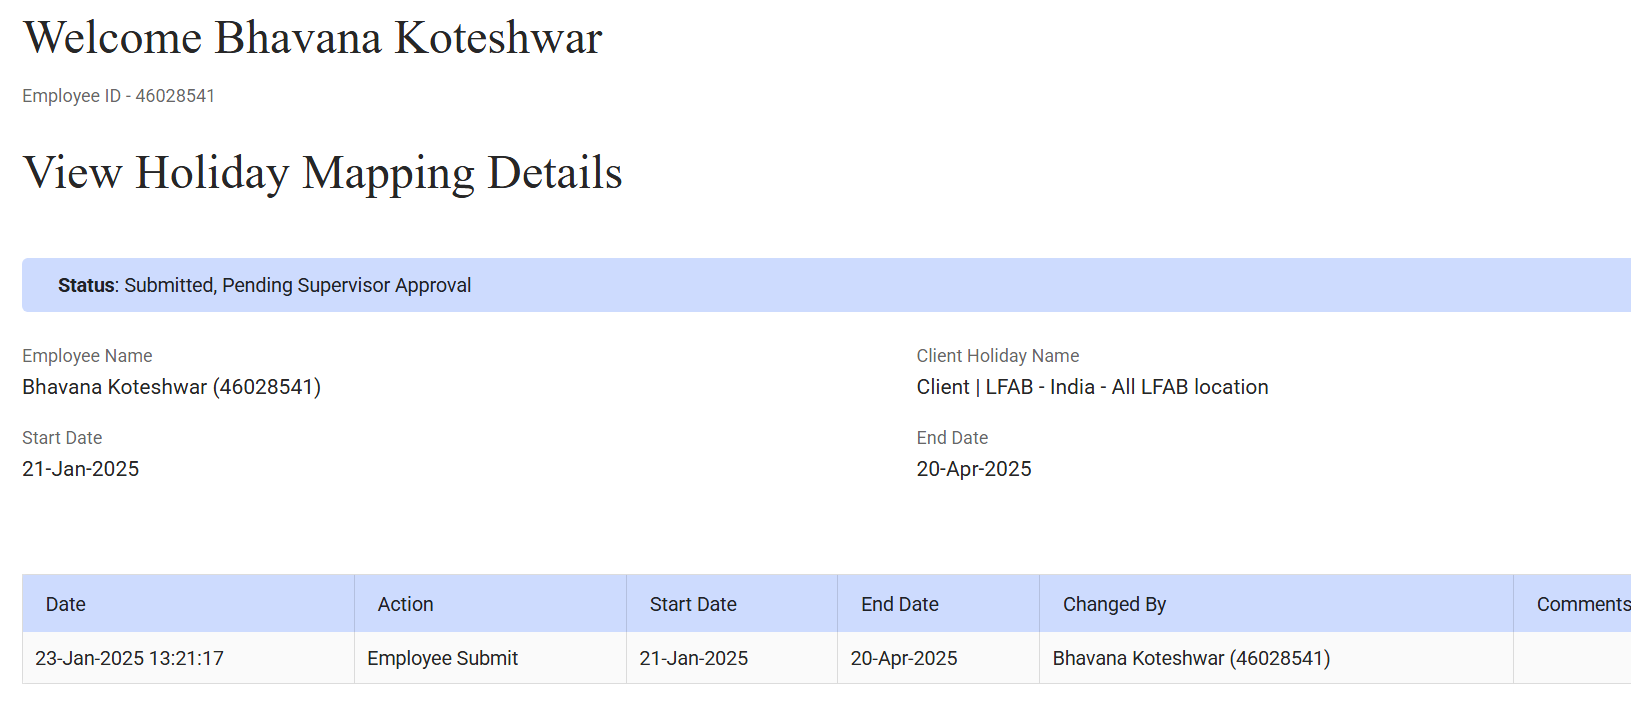 Welcome Bhavana Koteshwar
Employee ID - 46028541
View Holiday Mapping Details
Status: Submitted, Pending Supervisor Approval
Employee Name
Bhavana Koteshwar (46028541)
Client Holiday Name
Client | LFAB - India - All LFAB location
Start Date
21-Jan-2025
End Date
20-Apr-2025
Date Action Start Date End Date Changed By Comments
23-Jan-2025 13:21:17 Employee Submit 21-Jan-2025 20-Apr-2025 Bhavana Koteshwar (46028541)